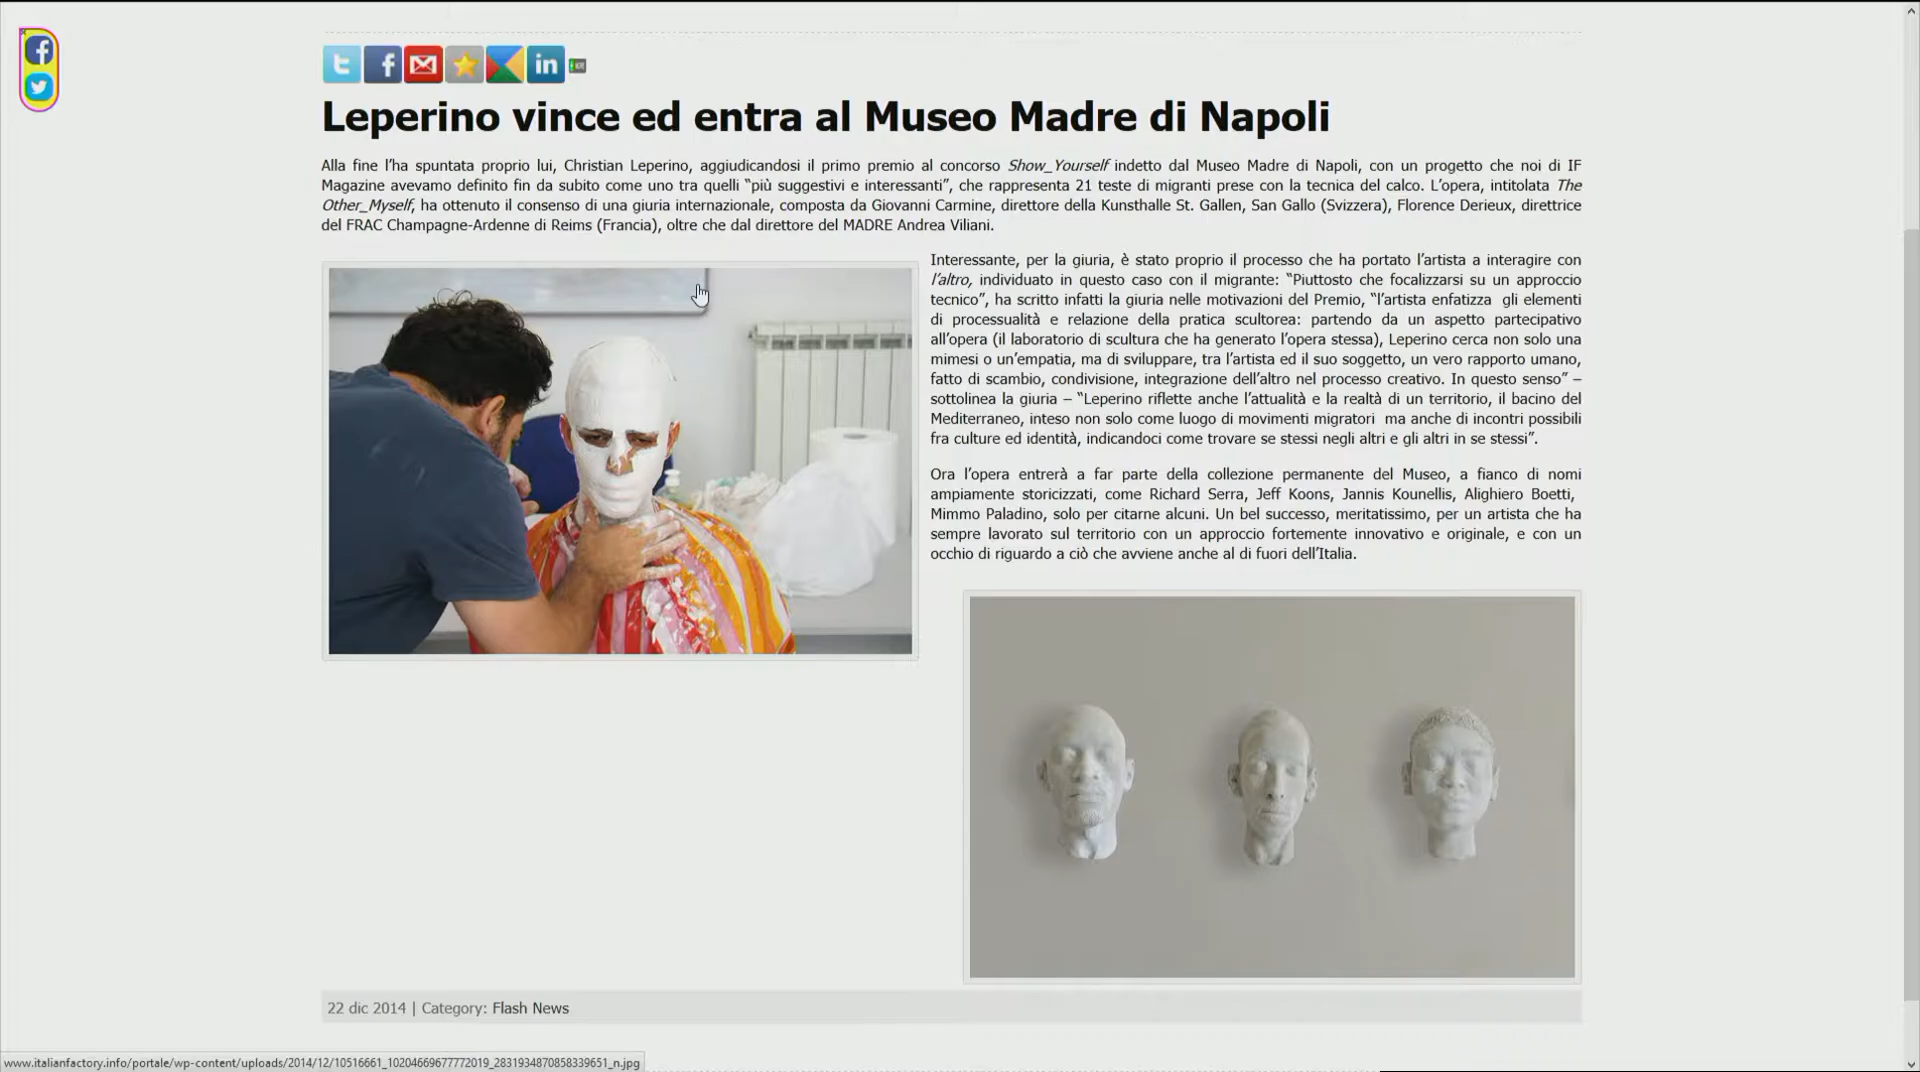 Leperino vince ed entra al Museo Madre di Napoli
Alla fine l’ha spuntata proprio lui, Christian Leperino, aggiudicandosi il primo premio al concorso Show_Yourself indetto dal Museo Madre di Napoli, con un progetto che noi di IF
Magazine avevamo definito fin da subito come uno tra quelli “più suggestivi e interessanti”, che rappresenta 21 teste di migranti prese con la tecnica del calco. L’opera, intitolata The
Other_Myself, ha ottenuto il consenso di una giuria internazionale, composta da Giovanni Carmine, direttore della Kunsthalle St. Gallen, San Gallo (Svizzera), Florence Derieux, direttrice
del FRAC Champagne-Ardenne di Reims (Francia), oltre che dal direttore del MADRE Andrea Viliani.
Interessante, per la giuria, è stato proprio il processo che ha portato l’artista a interagire con
l’altro, individuato in questo caso con il migrante: “Piuttosto che focalizzarsi su un approccio
tecnico”, ha scritto infatti la giuria nelle motivazioni del Premio, “l’artista enfatizza gli elementi
di processualità e relazione della pratica scultorea: partendo da un aspetto partecipativo
all’opera (il laboratorio di scultura che ha generato l’opera stessa), Leperino cerca non solo una
mimesi o un’empatia, ma di sviluppare, tra l’artista ed il suo soggetto, un vero rapporto umano,
fatto di scambio, condivisione, integrazione dell’altro nel processo creativo. In questo senso” –
sottolinea la giuria – “Leperino riflette anche l’attualità e la realtà di un territorio, il bacino del
Mediterraneo, inteso non solo come luogo di movimenti migratori ma anche di incontri possibili
fra culture ed identità, indicandoci come trovare se stessi negli altri e gli altri in se stessi”.
Ora l’opera entrerà a far parte della collezione permanente del Museo, a fianco di nomi
ampiamente storicizzati, come Richard Serra, Jeff Koons, Jannis Kounellis, Alighiero Boetti,
Mimmo Paladino, solo per citarne alcuni. Un bel successo, meritatissimo, per un artista che ha
sempre lavorato sul territorio con un approccio fortemente innovativo e originale, e con un
occhio di riguardo a ciò che avviene anche al di fuori dell’Italia.
22 dic 2014 | Category: Flash News
www.italianfactory.info/portale/wp-content/uploads/2014/12/10516661_10204669677772019_2831934870858339651_n.jpg